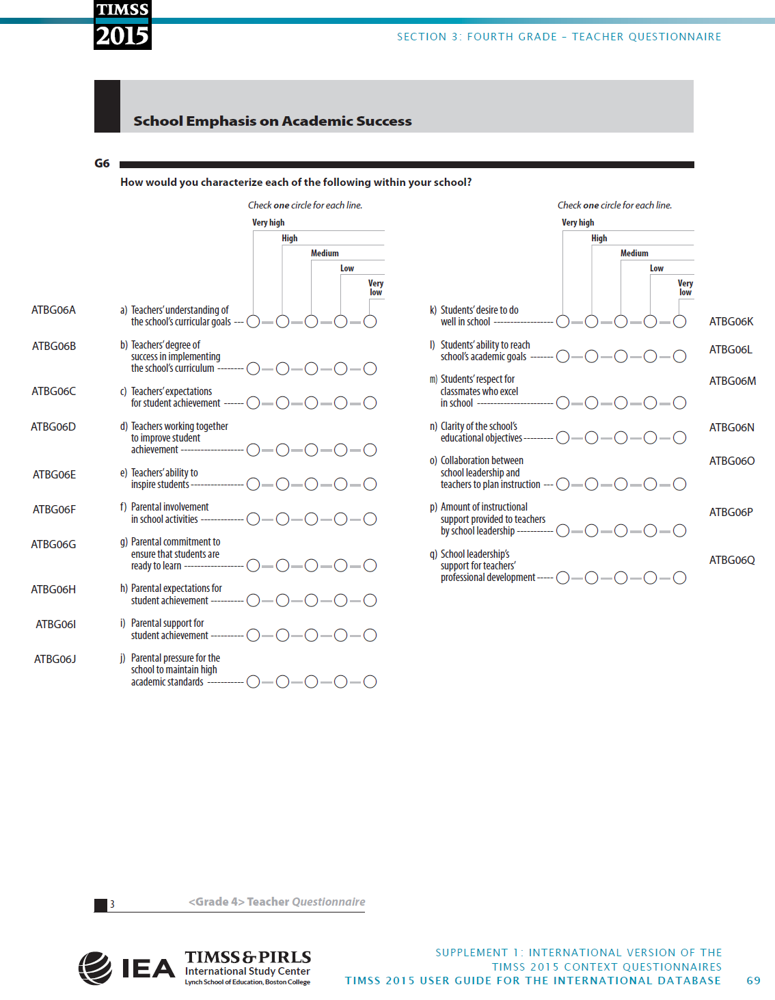 TIMSS
2015
SECTION 3: FOURTH GRADE – TEACHER QUESTIONNAIRE
School Emphasis on Academic Success
G6
How would you characterize each of the following within your school?
Check one circle for each line.
Very high
High
Medium
Low
Very
low
ATBG06A
a) Teachers' understanding of
the school's curricular goals ---
ATBG06B
b) Teachers' degree of
success in implementing
the school's curriculum --------
ATBG06C
c) Teachers' expectations
for student achievement ------
ATBG06D
d) Teachers working together
to improve student
achievement -------------------
ATBG06E
e) Teachers' ability to
inspire students ----------------
ATBG06F
f) Parental involvement
in school activities -------------
ATBG06G
g) Parental commitment to
ensure that students are
ready to learn ------------------
ATBG06H
h) Parental expectations for
student achievement ----------
ATBG06I
i) Parental support for
student achievement ----------
ATBG06J
j) Parental pressure for the
school to maintain high
academic standards -----------
Check one circle for each line.
Very high
High
Medium
Low
Very
low
k) Students' desire to do
well in school ------------------
ATBG06K
l) Students' ability to reach
school's academic goals -------
ATBG06L
m) Students' respect for
classmates who excel
in school -----------------------
ATBG06M
n) Clarity of the school's
educational objectives ---------
ATBG06N
o) Collaboration between
school leadership and
teachers to plan instruction ---
ATBG06O
p) Amount of instructional
support provided to teachers
by school leadership -----------
ATBG06P
q) School leadership's
support for teachers'
professional development -----
ATBG06Q
3
<Grade 4> Teacher Questionnaire
IEA
TIMSS & PIRLS
International Study Center
Lynch School of Education, Boston College
SUPPLEMENT 1: INTERNATIONAL VERSION OF THE
TIMSS 2015 CONTEXT QUESTIONNAIRES
TIMSS 2015 USER GUIDE FOR THE INTERNATIONAL DATABASE 69